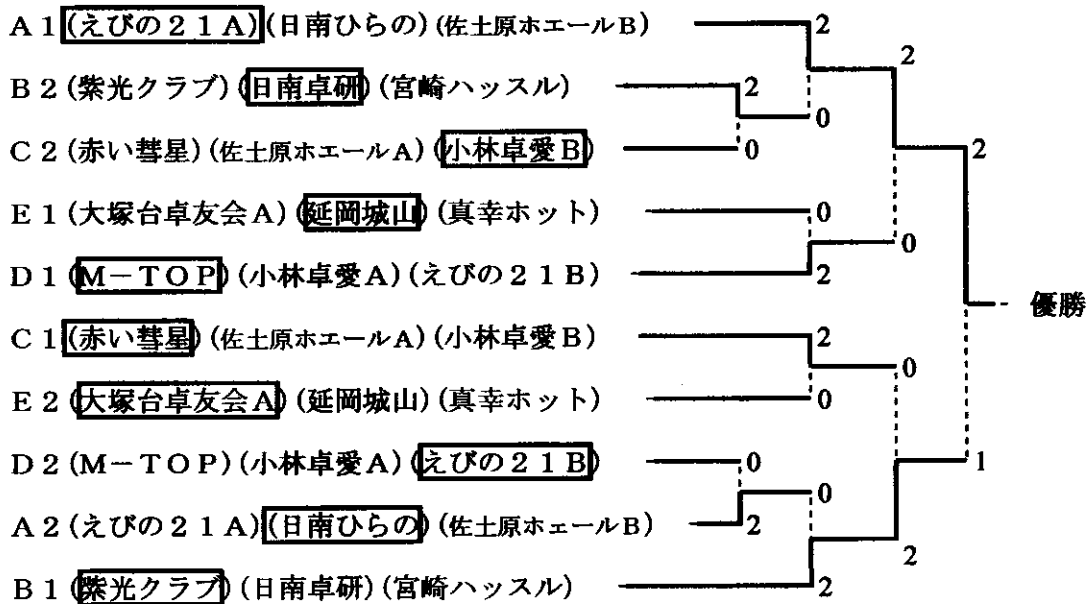 A1(えびの21A)(日南ひらの)(佐土原ホエールB) 2
2
B2(紫光クラブ)(日南卓研)(宮崎ハッスル) 2
0
C2(赤い彗星)(佐土原ホエールA)(小林卓愛B) 0 2
E1(大塚台卓友会A)(延岡城山)(真幸ホット) 0
0
D1(M-TOP)(小林卓愛A)(えびの21B) 2
優勝
C1(赤い彗星)(佐土原ホエールA)(小林卓愛B) 2
0
E2(大塚台卓友会A)(延岡城山)(真幸ホット) 0
D2(M-TOP)(小林卓愛A)(えびの21B) 0 1
0
A2(えびの21A)(日南ひらの)(佐土原ホエールB) 2
2
B1(紫光クラブ)(日南卓研)(宮崎ハッスル) 2